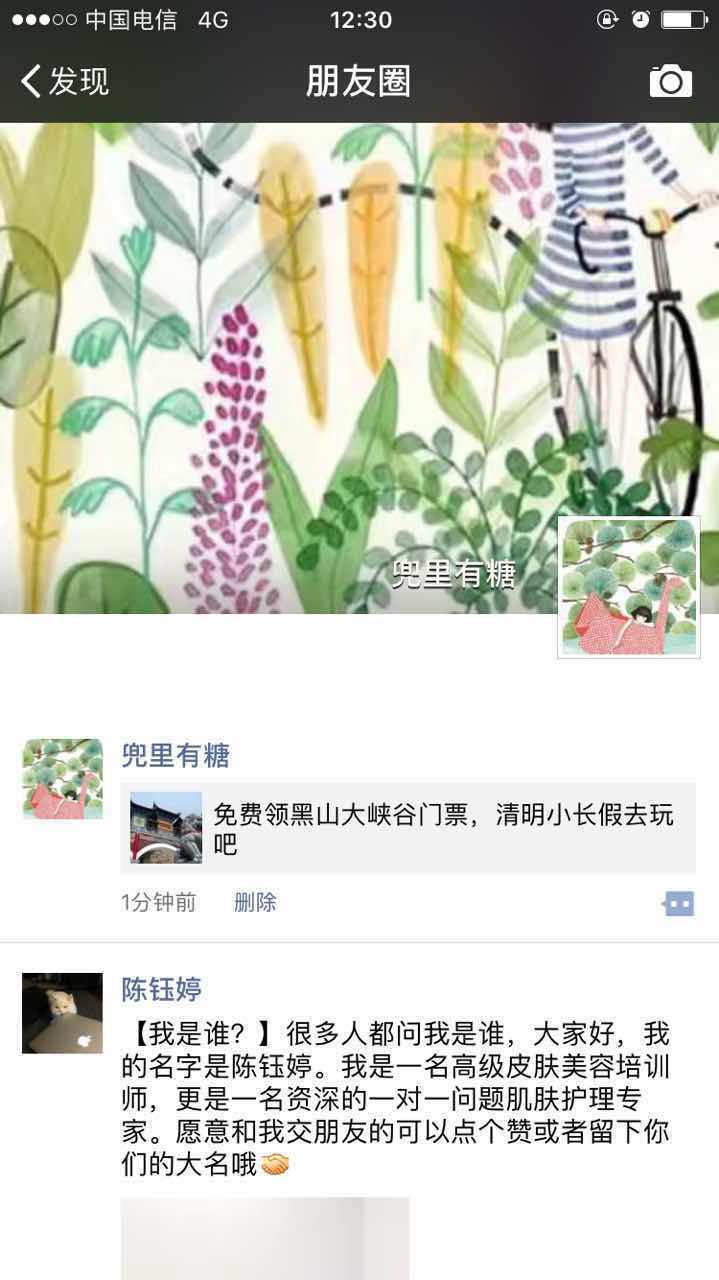 中国电信 4G 12:30
发现 朋友圈
兜里有糖
兜里有糖
免费领黑山大峡谷门票，清明小长假去玩
吧
1分钟前 删除
陈钰婷
【我是谁？】很多人都问我是谁，大家好，我
的名字是陈钰婷。我是一名高级皮肤美容培训
师，更是一名资深的一对一问题肌肤护理专
家。愿意和我交朋友的可以点个赞或者留下你
们的大名哦🤝